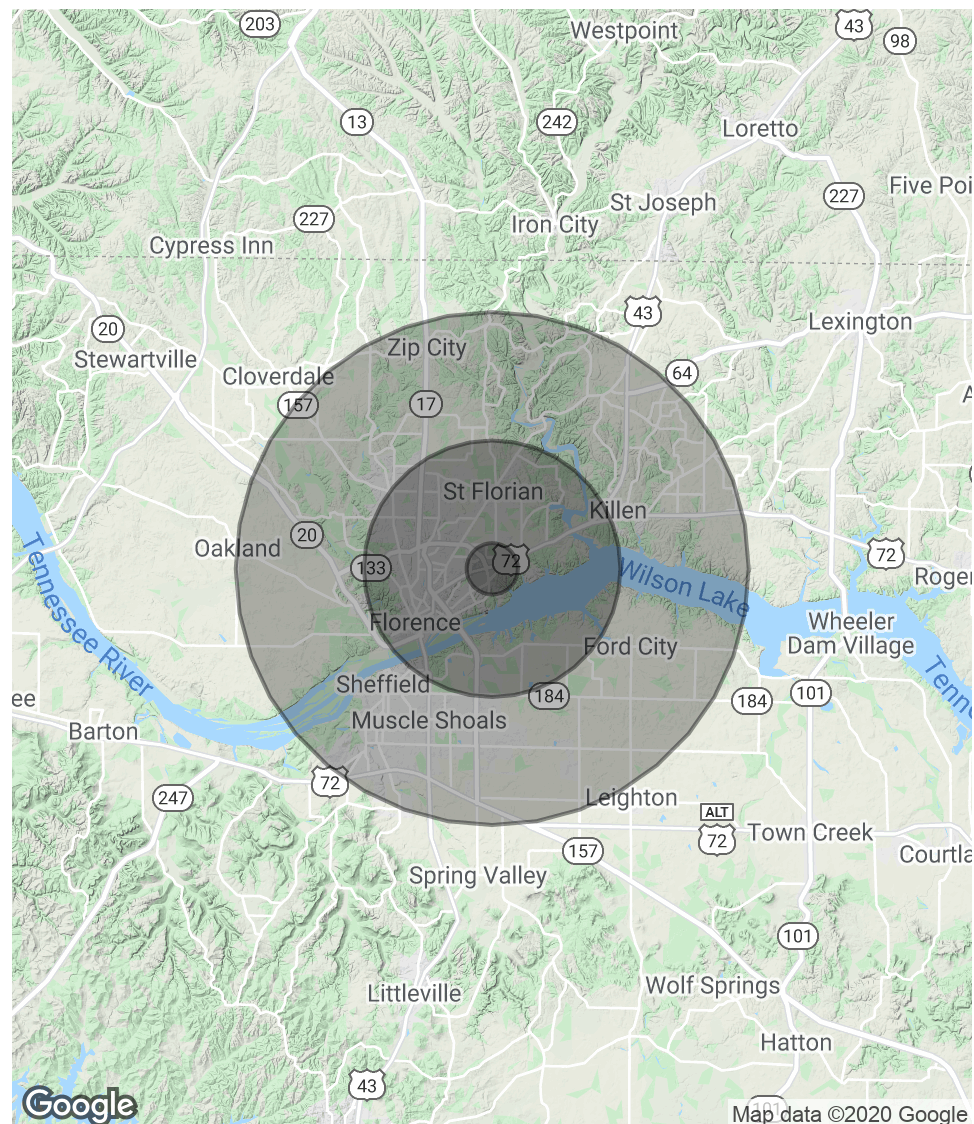 203
Westpoint
43
98
13
242
Loretto
227
Five Poi
St Joseph
227
Iron City
Cypress Inn
43
20
Lexington
Zip City
Stewartville
64
Cloverdale
157
17
A
St Florian
Killen
20
Oakland
133
72
72
Roger
Tennessee River
Wilson Lake
Florence
Wheeler
Dam Village
Ford City
Tenne
Sheffield
184
101
184
ee
Muscle Shoals
Barton
72
247
Leighton
ALT
72
Town Creek
157
Courtla
Spring Valley
101
Wolf Springs
Littleville
Hatton
43
101
Google
Map data ©2020 Google